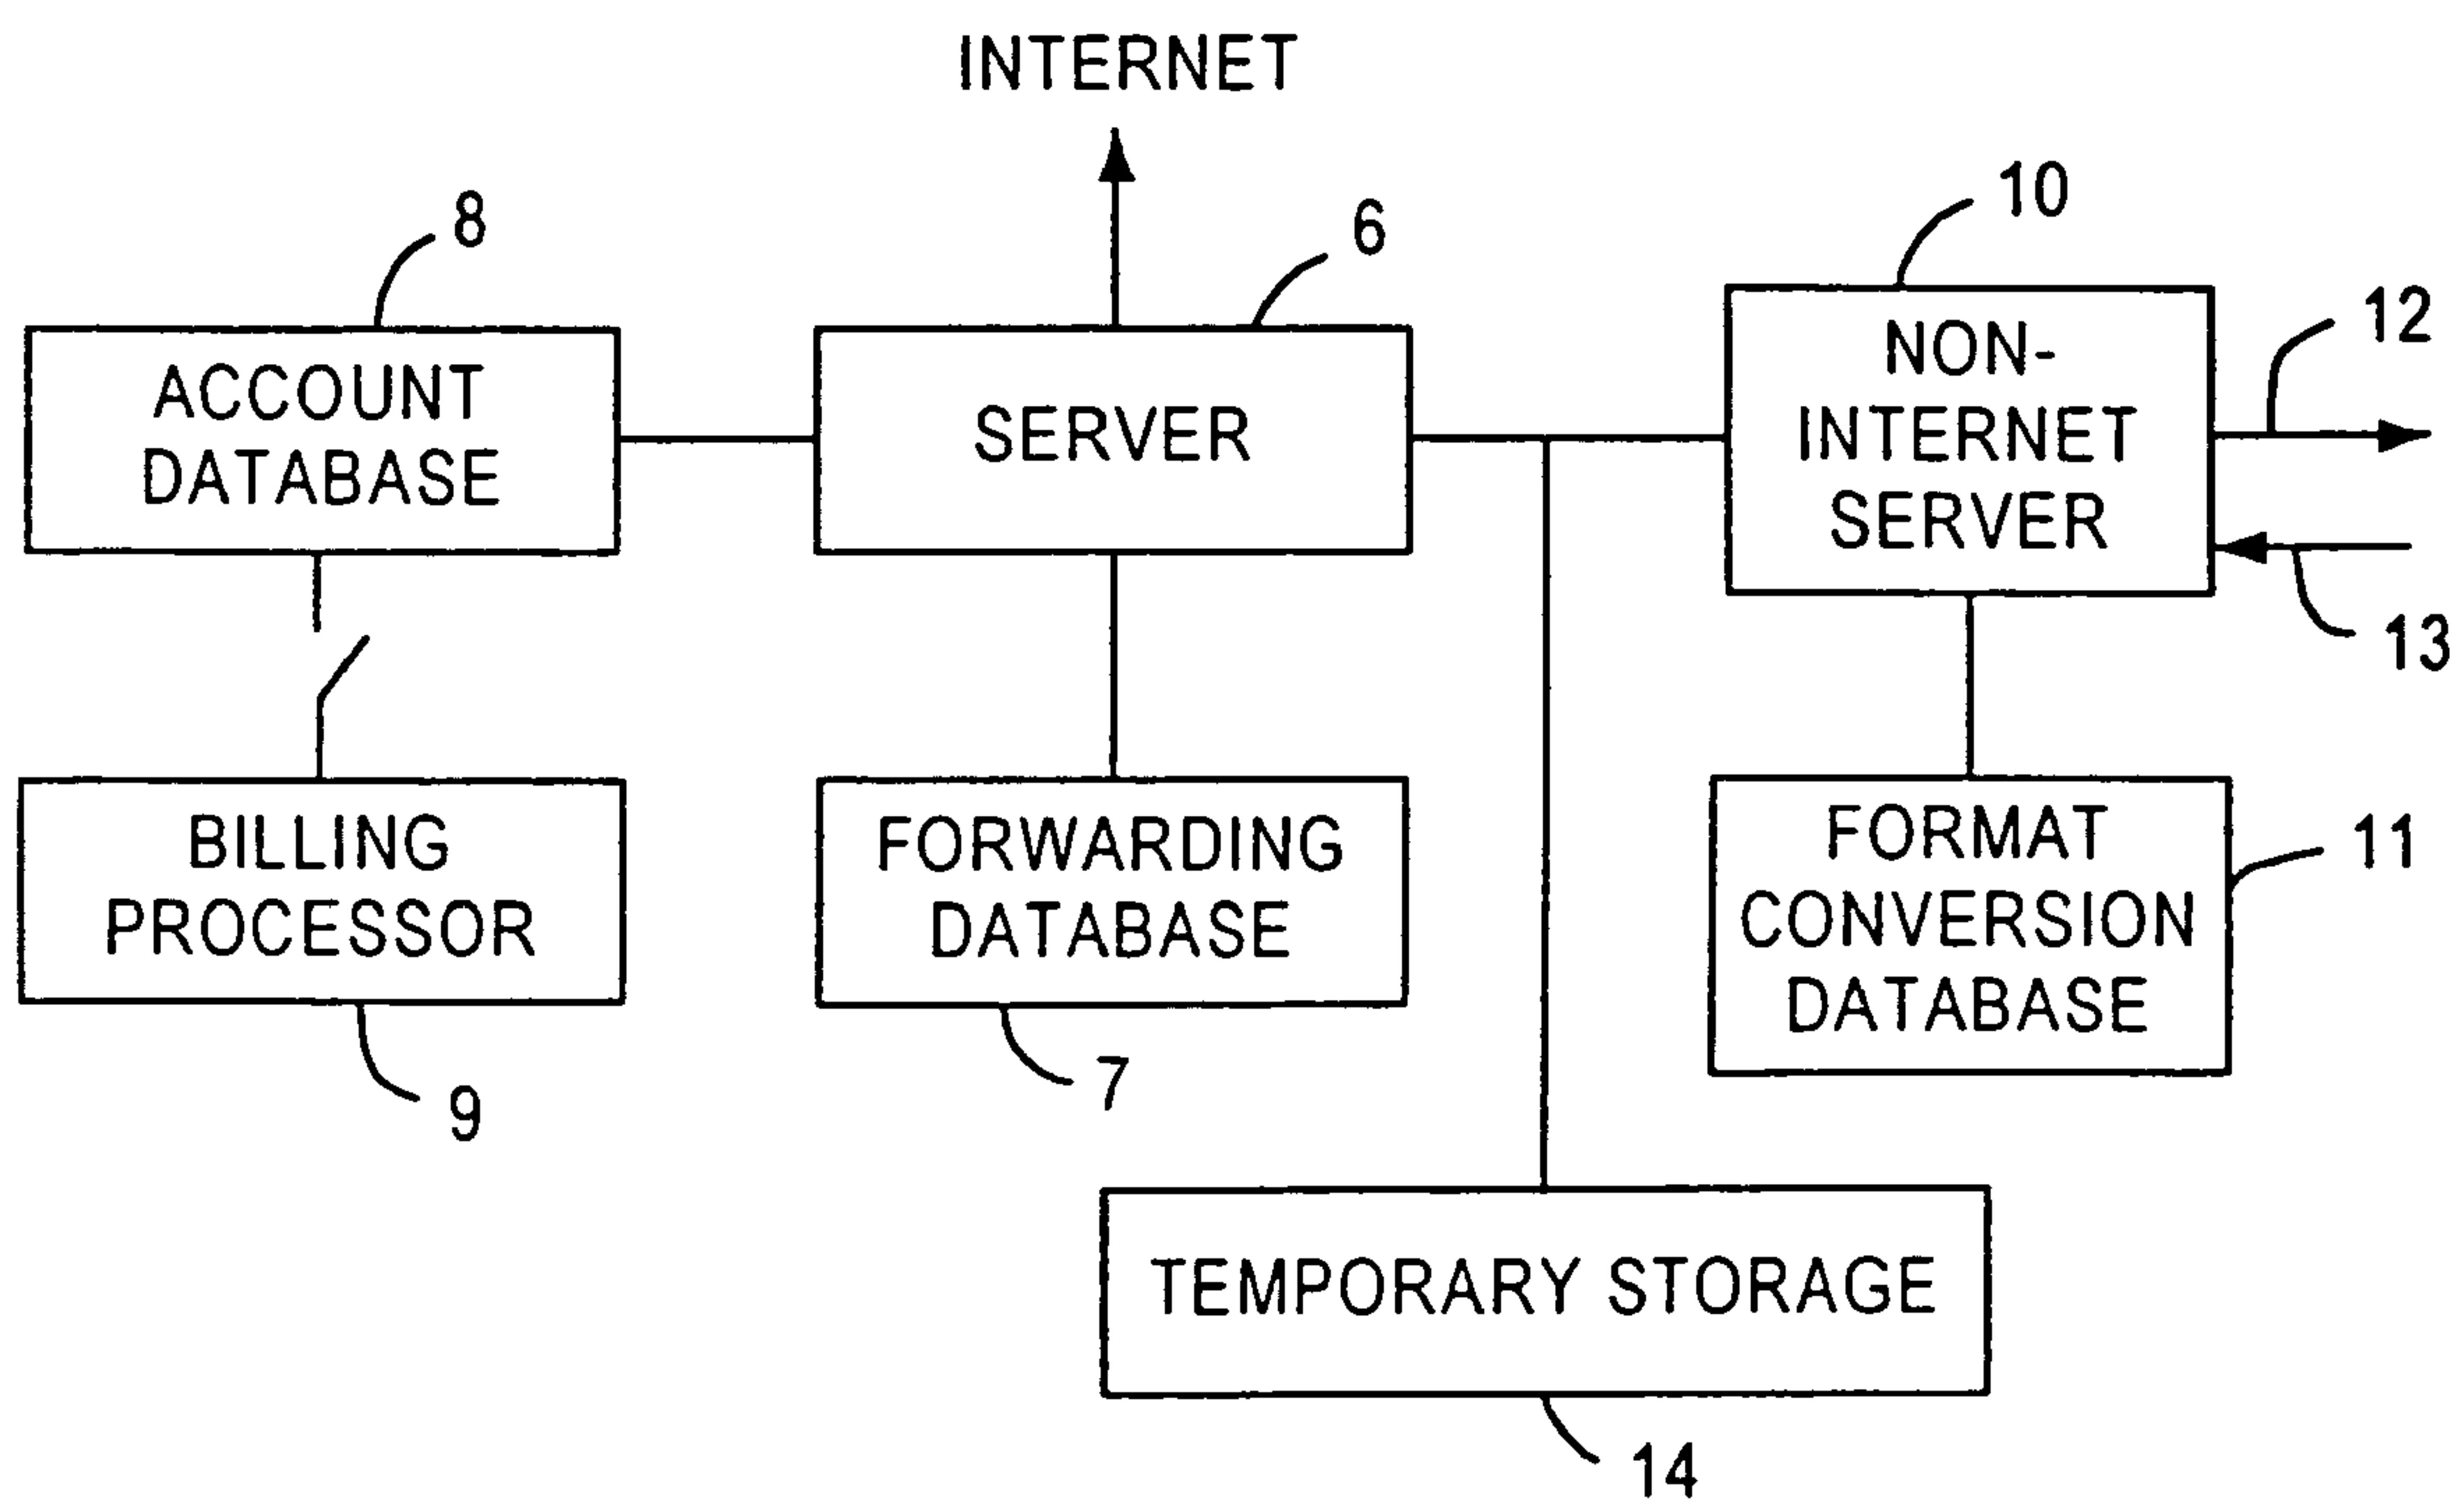 INTERNET
8
6
10
12
ACCOUNT
DATABASE
SERVER
NON-
INTERNET
SERVER
13
BILLING
PROCESSOR
FORWARDING
DATABASE
FORMAT
CONVERSION
DATABASE
11
9
7
TEMPORARY STORAGE
14